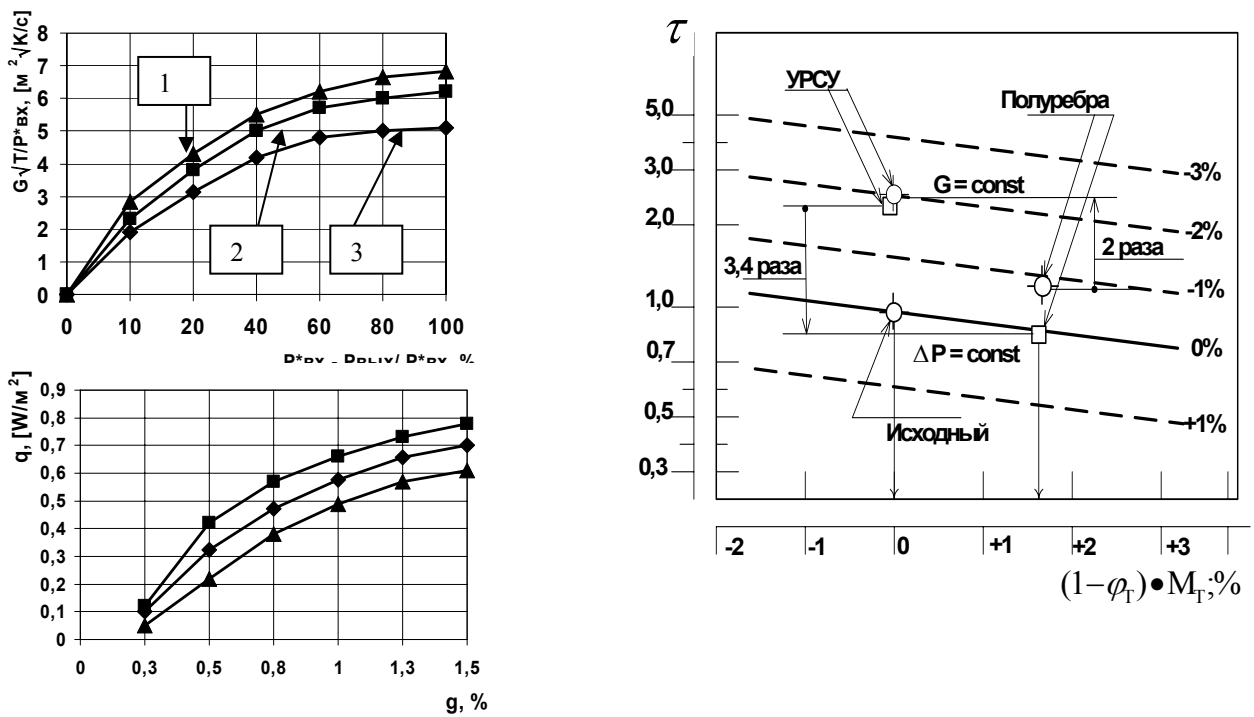 G√T/P*вх, [м²√K/c]
8
7
6
5
4
3
2
1
0
1
2
3
0 10 20 40 60 80 100
q, [W/м²]
0,9
0,8
0,7
0,6
0,5
0,4
0,3
0,2
0,1
0
0 0,3 0,5 0,8 1 1,3 1,5
g, %
τ
5,0
3,0
2,0
1,0
0,7
0,5
0,3
УРСУ
Полуребра
-3%
G = const
-2%
3,4 раза
2 раза
-1%
ΔP = const
0%
Исходный
+1%
-2 -1 0 +1 +2 +3
(1–φT)•MT;%